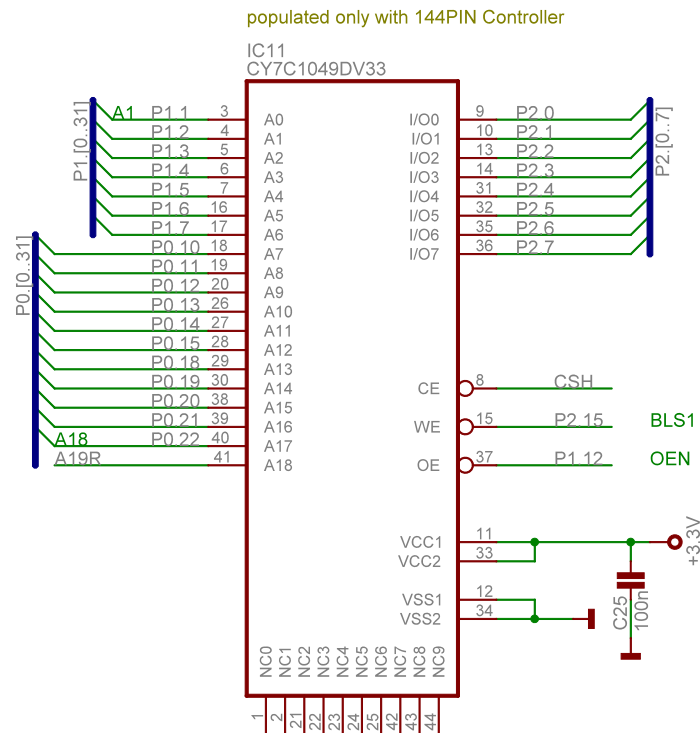 populated only with 144PIN Controller
IC11
CY7C1049DV33
P1.[0..31]
A1 P1.1 3 A0
P1.2 4 A1
P1.3 5 A2
P1.4 6 A3
P1.5 7 A4
P1.6 16 A5
P1.7 17 A6
P0.[0..31]
P0.10 18 A7
P0.11 19 A8
P0.12 20 A9
P0.13 26 A10
P0.14 27 A11
P0.15 28 A12
P0.18 29 A13
P0.19 30 A14
P0.20 38 A15
P0.21 39 A16
A18 P0.22 40 A17
A19R 41 A18
I/O0 9 P2.0
I/O1 10 P2.1
I/O2 13 P2.2
I/O3 14 P2.3
I/O4 31 P2.4
I/O5 32 P2.5
I/O6 35 P2.6
I/O7 36 P2.7
P2.[0..7]
CE 8 CSH
WE 15 P2.15 BLS1
OE 37 P1.12 OEN
VCC1 11
VCC2 33
+3.3V
VSS1 12
VSS2 34
C25
100n
NC0 NC1 NC2 NC3 NC4 NC5 NC6 NC7 NC8 NC9
1 2 21 22 23 24 25 42 43 44